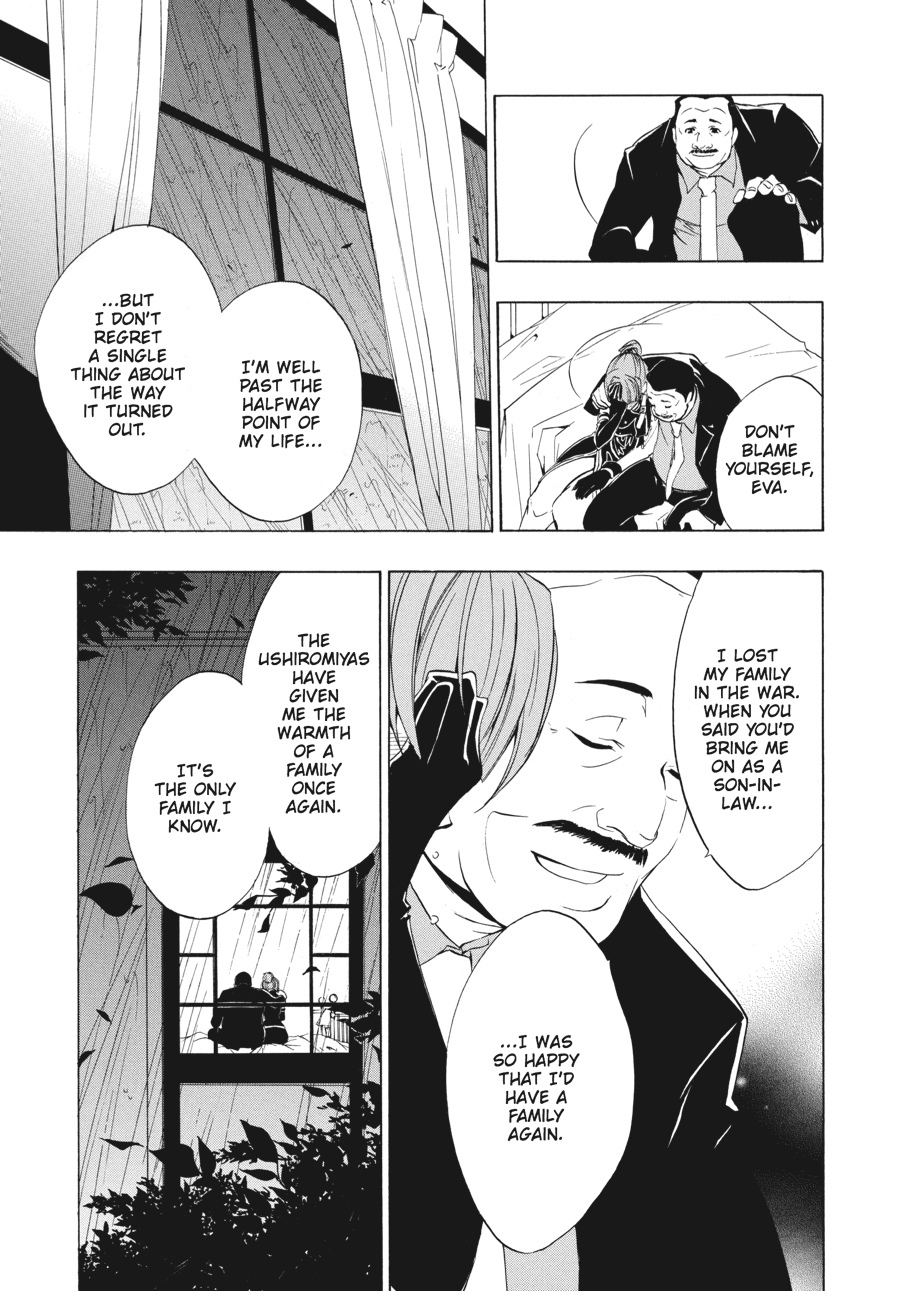 DON'T
BLAME
YOURSELF,
EVA.
I'M WELL
PAST THE
HALFWAY
POINT OF
MY LIFE...
...BUT
I DON'T
REGRET
A SINGLE
THING ABOUT
THE WAY
IT TURNED
OUT.
I LOST
MY FAMILY
IN THE WAR.
WHEN YOU
SAID YOU'D
BRING ME
ON AS A
SON-IN-
LAW...
...I WAS
SO HAPPY
THAT I'D
HAVE A
FAMILY
AGAIN.
THE
USHIROMIYAS
HAVE
GIVEN
ME THE
WARMTH
OF A
FAMILY
ONCE
AGAIN.
IT'S
THE ONLY
FAMILY I
KNOW.